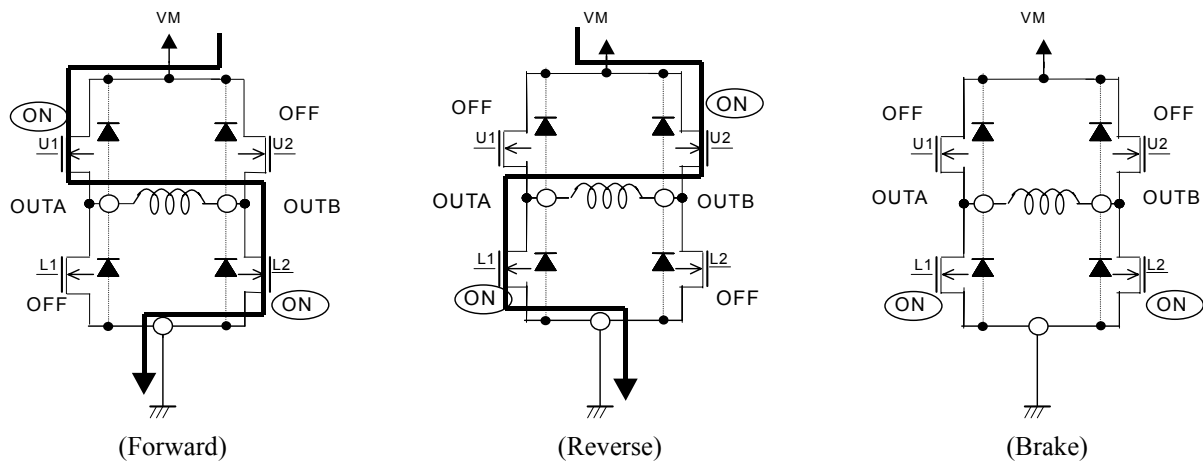 VM
ON
OFF
U1
U2
OUTA
OUTB
L1
L2
OFF
ON
(Forward)
VM
OFF
ON
U1
U2
OUTA
OUTB
L1
L2
ON
OFF
(Reverse)
VM
OFF
OFF
U1
U2
OUTA
OUTB
L1
L2
ON
ON
(Brake)